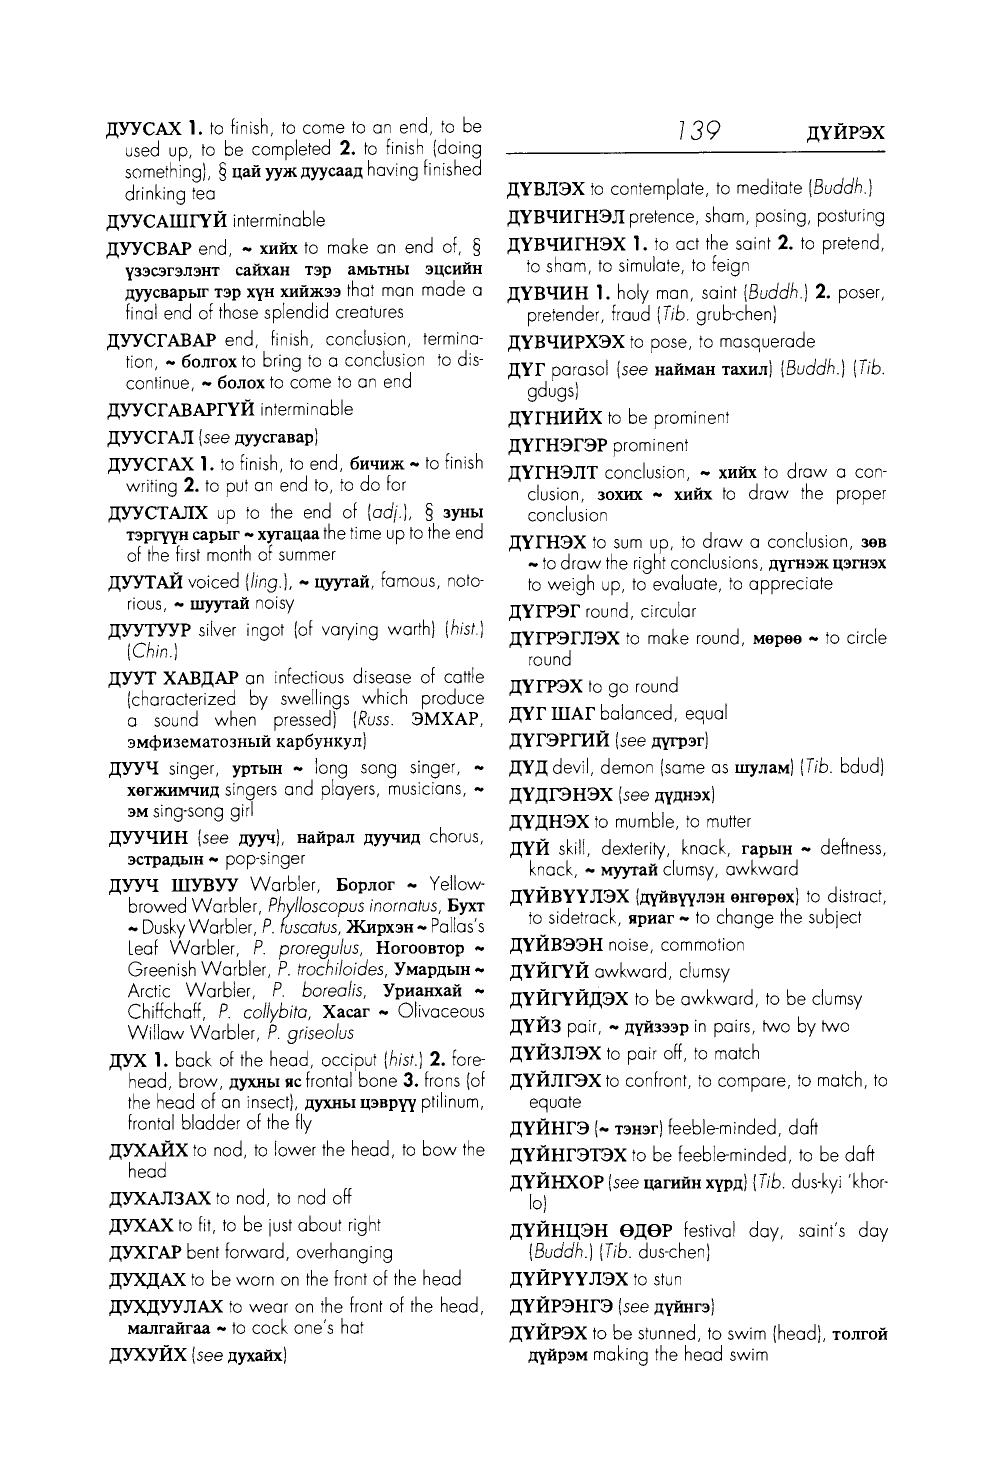 ДУУСАХ 1. to finish, to come to an end, to be
used up, to be completed 2. to finish (doing
something), § цай ууж дуусаад having finished
drinking tea
ДУУСАШГҮЙ interminable
ДУУСВАР end, ~ хийх to make an end of, §
үзэсэгэлэнт сайхан тэр амьтны эцсийн
дуусварыг тэр хүн хийжээ that man made a
final end of those splendid creatures
ДУУСГАВАР end, finish, conclusion, termina-
tion, ~ болгох to bring to a conclusion to dis-
continue, ~ болох to come to an end
ДУУСГАВАРГҮЙ interminable
ДУУСГАЛ (see дуусгавар)
ДУУСГАХ 1. to finish, to end, бичиж ~ to finish
writing 2. to put an end to, to do for
ДУУСТАЛХ up to the end of (adj.), § зуны
тэргүүн сарыг ~ хугацаа the time up to the end
of the first month of summer
ДУУТАЙ voiced (ling.), ~ цуутай, famous, noto-
rious, ~ шуутай noisy
ДУУТУУР silver ingot (of varying warth) (hist.)
(Chin.)
ДУУТ ХАВДАР an infectious disease of cattle
(characterized by swellings which produce
a sound when pressed) (Russ. ЭМХАР,
эмфизематозный карбункул)
ДУУЧ singer, уртын ~ long song singer, ~
хөгжимчид singers and players, musicians, ~
эм sing-song girl
ДУУЧИН (see дууч), найрал дуучид chorus,
эстрадын ~ pop-singer
ДУУЧ ШУВУУ Warbler, Борлог ~ Yellow-
browed Warbler, Phylloscopus inornatus, Бухт
~ Dusky Warbler, P. fuscatus, Жирхэн ~ Pallas's
Leaf Warbler, P. proregulus, Ногоовтор ~
Greenish Warbler, P. trochiloides, Умардын ~
Arctic Warbler, P. borealis, Урианхай ~
Chiffchaff, P. collybita, Хасаг ~ Olivaceous
Willaw Warbler, P. griseolus
ДУХ 1. back of the head, occiput (hist.) 2. fore-
head, brow, духны яс frontal bone 3. frons (of
the head of an insect), духны цэврүү ptilinum,
frontal bladder of the fly
ДУХАЙХ to nod, to lower the head, to bow the
head
ДУХАЛЗАХ to nod, to nod off
ДУХАХ to fit, to be just about right
ДУХГАР bent forward, overhanging
ДУХДАХ to be worn on the front of the head
ДУХДУУЛАХ to wear on the front of the head,
малгайгаа ~ to cock one's hat
ДУХУЙХ (see духайх)
139 ДҮЙРЭХ
ДҮВЛЭХ to contemplate, to meditate (Buddh.)
ДҮВЧИГНЭЛ pretence, sham, posing, posturing
ДҮВЧИГНЭХ 1. to act the saint 2. to pretend,
to sham, to simulate, to feign
ДҮВЧИН 1. holy man, saint (Buddh.) 2. poser,
pretender, fraud (Tib. grub-chen)
ДҮВЧИРХЭХ to pose, to masquerade
ДҮГ parasol (see найман тахил) (Buddh.) (Tib.
gdugs)
ДҮГНИЙХ to be prominent
ДҮГНЭГЭР prominent
ДҮГНЭЛТ conclusion, ~ хийх to draw a con-
clusion, зохих ~ хийх to draw the proper
conclusion
ДҮГНЭХ to sum up, to draw a conclusion, зөв
~ to draw the right conclusions, дүгнэж цэгнэх
to weigh up, to evaluate, to appreciate
ДҮГРЭГ round, circular
ДҮГРЭГЛЭХ to make round, мөрөө ~ to circle
round
ДҮГРЭХ to go round
ДҮГ ШАГ balanced, equal
ДҮГЭРГИЙ (see дүгрэг)
ДҮД devil, demon (same as шулам) (Tib. bdud)
ДҮДГЭНЭХ (see дүднэх)
ДҮДНЭХ to mumble, to mutter
ДҮЙ skill, dexterity, knack, гарын ~ deftness,
knack, ~ муутай clumsy, awkward
ДҮЙВҮҮЛЭХ (дүйвүүлэн өнгөрөх) to distract,
to sidetrack, яриаг ~ to change the subject
ДҮЙВЭЭН noise, commotion
ДҮЙГҮЙ awkward, clumsy
ДҮЙГҮЙДЭХ to be awkward, to be clumsy
ДҮЙЗ pair, ~ дүйзээр in pairs, two by two
ДҮЙЗЛЭХ to pair off, to match
ДҮЙЛГЭХ to confront, to compare, to match, to
equate
ДҮЙНГЭ (~ тэнэг) feeble-minded, daft
ДҮЙНГЭТЭХ to be feeble-minded, to be daft
ДҮЙНХОР (see цагийн хүрд) (Tib. dus-kyi 'khor-
lo)
ДҮЙНЦЭН ӨДӨР festival day, saint's day
(Buddh.) (Tib. dus-chen)
ДҮЙРҮҮЛЭХ to stun
ДҮЙРЭНГЭ (see дүйнгэ)
ДҮЙРЭХ to be stunned, to swim (head), толгой
дүйрэм making the head swim